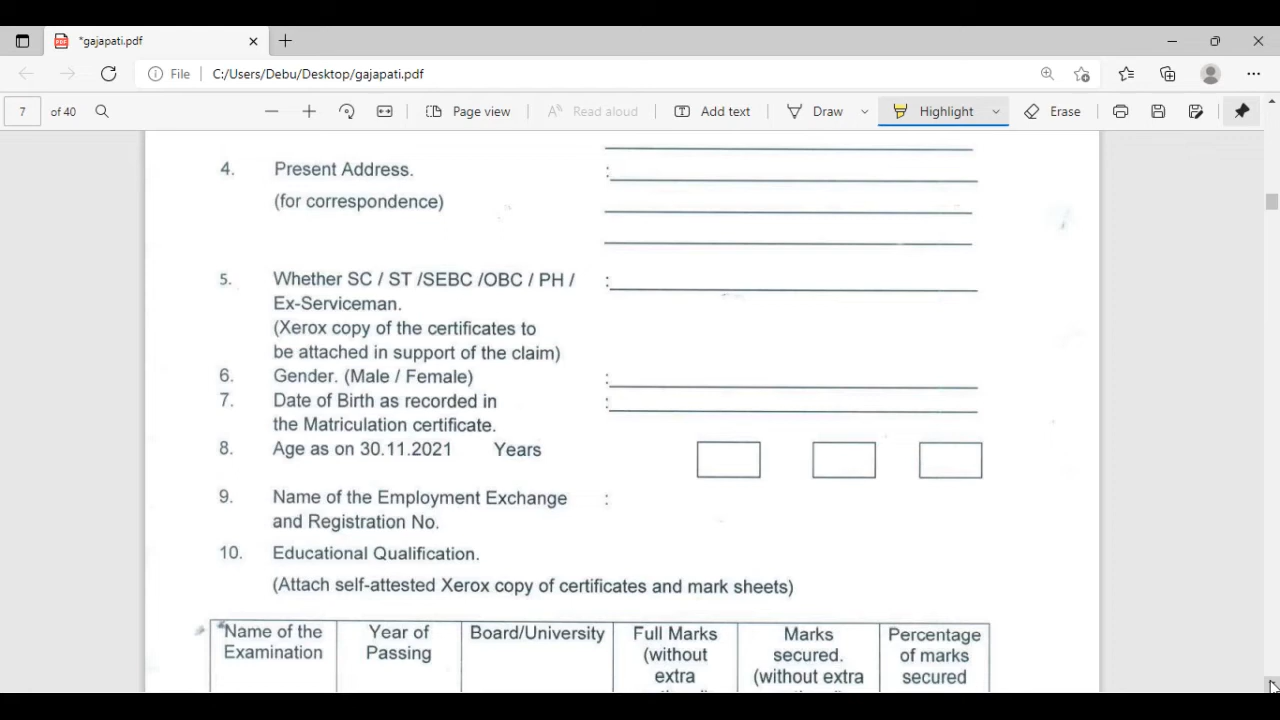 *gajapati.pdf
File C:/Users/Debu/Desktop/gajapati.pdf
7 of 40 Page view Read aloud Add text Draw Highlight Erase
4. Present Address. :
(for correspondence)
5. Whether SC / ST /SEBC /OBC / PH / :
Ex-Serviceman.
(Xerox copy of the certificates to
be attached in support of the claim)
6. Gender. (Male / Female) :
7. Date of Birth as recorded in :
the Matriculation certificate.
8. Age as on 30.11.2021 Years
9. Name of the Employment Exchange :
and Registration No.
10. Educational Qualification.
(Attach self-attested Xerox copy of certificates and mark sheets)
Name of the Year of Board/University Full Marks Marks Percentage
Examination Passing (without secured. of marks
extra (without extra secured